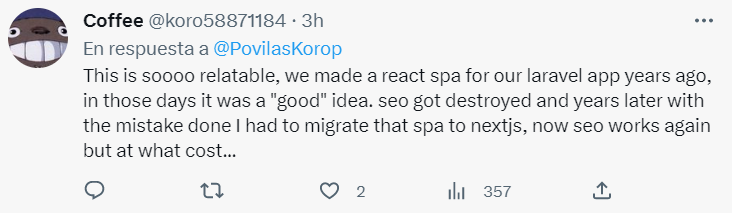 Coffee @koro58871184 · 3h
En respuesta a @PovilasKorop
This is soooo relatable, we made a react spa for our laravel app years ago,
in those days it was a "good" idea. seo got destroyed and years later with
the mistake done I had to migrate that spa to nextjs, now seo works again
but at what cost...
2 357